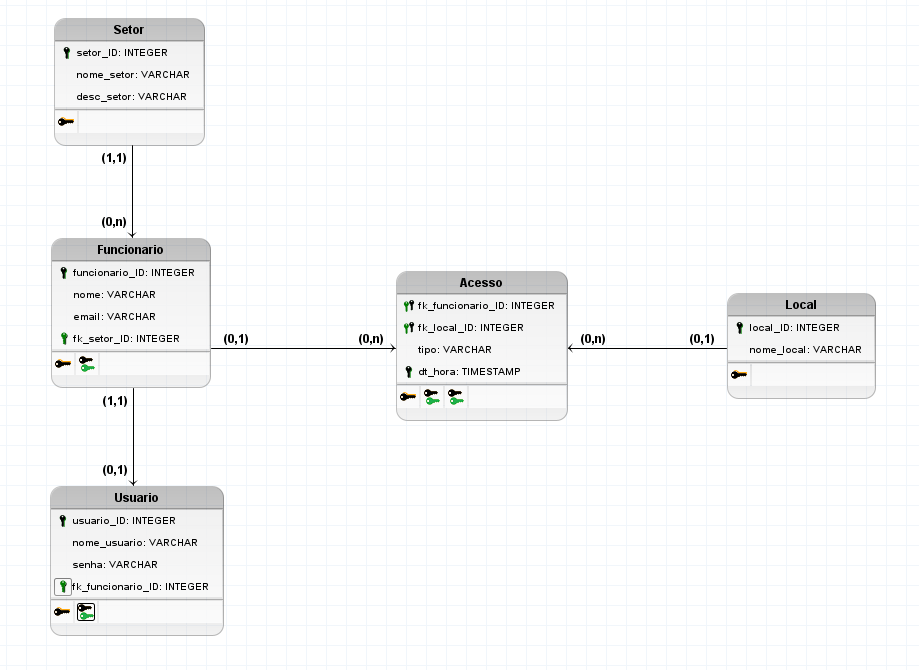 Setor
setor_ID: INTEGER
nome_setor: VARCHAR
desc_setor: VARCHAR
(1,1)
(0,n)
Funcionario
funcionario_ID: INTEGER
nome: VARCHAR
email: VARCHAR
fk_setor_ID: INTEGER
(0,1)
(0,n)
Acesso
fk_funcionario_ID: INTEGER
fk_local_ID: INTEGER
tipo: VARCHAR
dt_hora: TIMESTAMP
(0,n)
(0,1)
Local
local_ID: INTEGER
nome_local: VARCHAR
(1,1)
(0,1)
Usuario
usuario_ID: INTEGER
nome_usuario: VARCHAR
senha: VARCHAR
fk_funcionario_ID: INTEGER